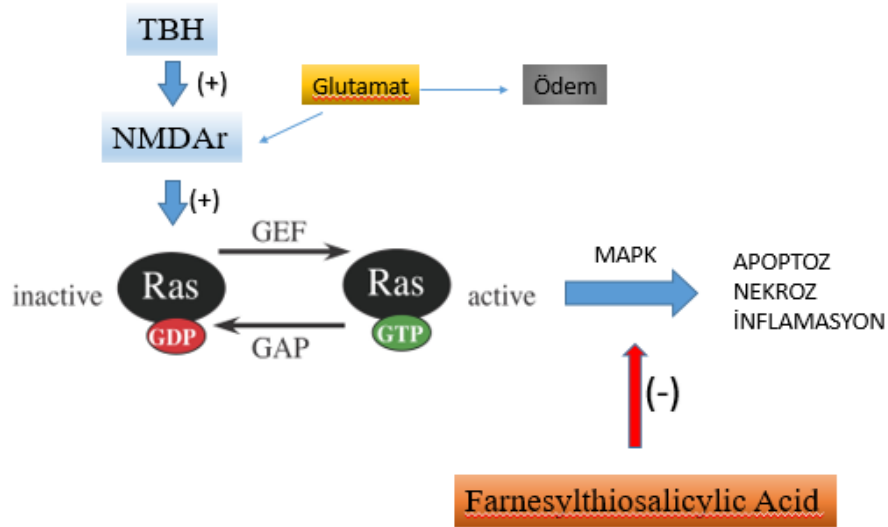 TBH
(+)
Glutamat
Ödem
NMDAr
(+)
GEF
inactive
Ras
GDP
Ras
GTP
active
GAP
MAPK
APOPTOZ
NEKROZ
İNFLAMASYON
(-)
Farnesylthiosalicylic Acid